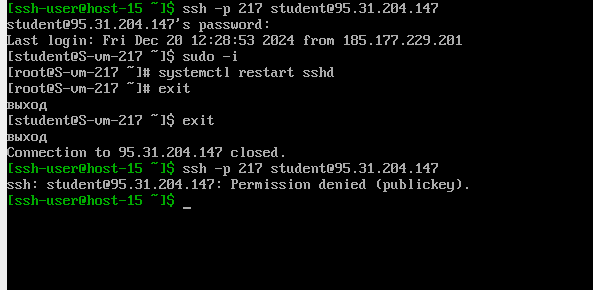 [ssh-user@host-15 ~]$ ssh -p 217 student@95.31.204.147
student@95.31.204.147's password:
Last login: Fri Dec 20 12:28:53 2024 from 185.177.229.201
[student@S-vm-217 ~]$ sudo -i
[root@S-vm-217 ~]# systemctl restart sshd
[root@S-vm-217 ~]# exit
выход
[student@S-vm-217 ~]$ exit
выход
Connection to 95.31.204.147 closed.
[ssh-user@host-15 ~]$ ssh -p 217 student@95.31.204.147
ssh: student@95.31.204.147: Permission denied (publickey).
[ssh-user@host-15 ~]$ _